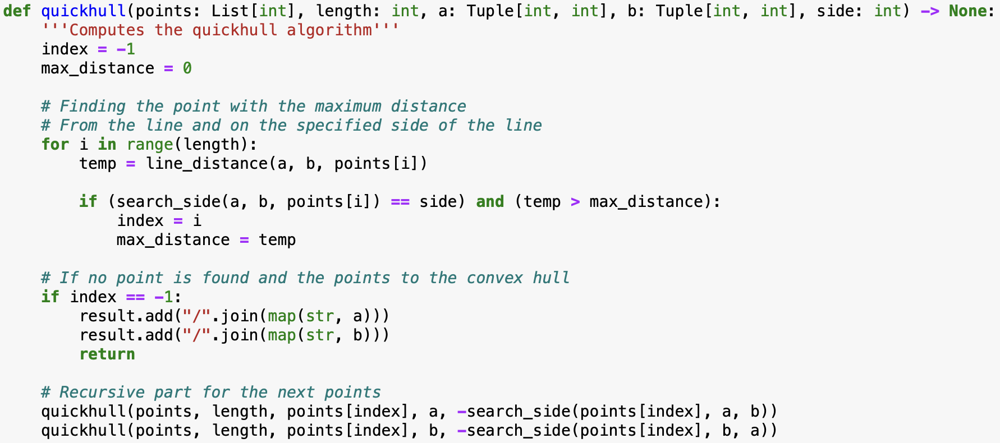 def quickhull(points: List[int], length: int, a: Tuple[int, int], b: Tuple[int, int], side: int) -> None:
    '''Computes the quickhull algorithm'''
    index = -1
    max_distance = 0

    # Finding the point with the maximum distance
    # From the line and on the specified side of the line
    for i in range(length):
        temp = line_distance(a, b, points[i])

        if (search_side(a, b, points[i]) == side) and (temp > max_distance):
            index = i
            max_distance = temp

    # If no point is found and the points to the convex hull
    if index == -1:
        result.add("/".join(map(str, a)))
        result.add("/".join(map(str, b)))
        return

    # Recursive part for the next points
    quickhull(points, length, points[index], a, -search_side(points[index], a, b))
    quickhull(points, length, points[index], b, -search_side(points[index], b, a))